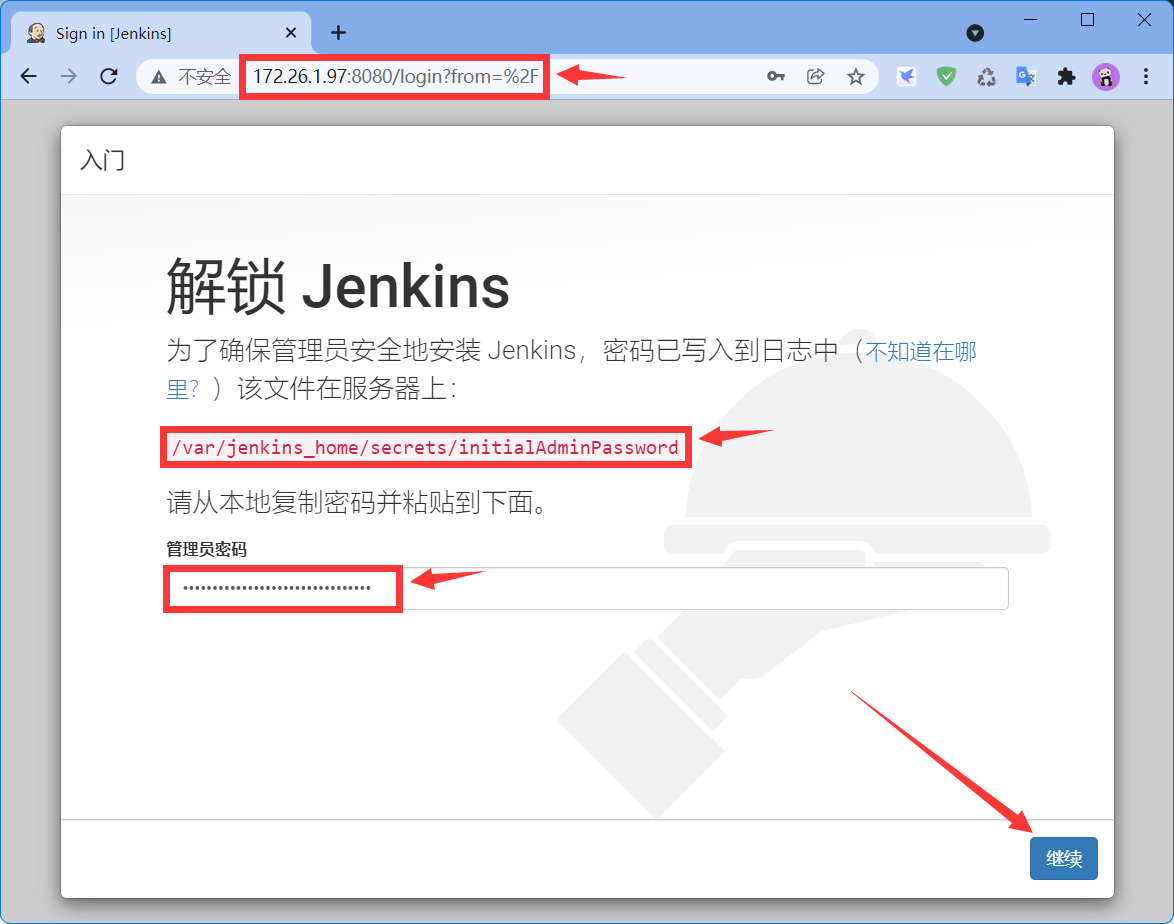 Sign in [Jenkins]
不安全 172.26.1.97:8080/login?from=%2F
入门
解锁 Jenkins
为了确保管理员安全地安装 Jenkins，密码已写入到日志中（不知道在哪
里？）该文件在服务器上：
/var/jenkins_home/secrets/initialAdminPassword
请从本地复制密码并粘贴到下面。
管理员密码
继续